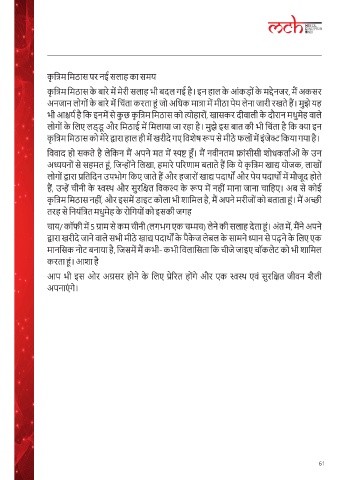 mch
कृत्रिम मिठास पर नई सलाह का समय
कृत्रिम मिठास के बारे में मेरी सलाह भी बदल गई है। इन हाल के आंकड़ों के मद्देनजर, मैं अकसर
अनजान लोगों के बारे में चिंता करता हूं जो अधिक मात्रा में मीठा पेय लेना जारी रखते हैं। मुझे यह
भी आश्चर्य है कि इनमें से कुछ कृत्रिम मिठास को त्योहारों, खासकर दीवाली के दौरान मधुमेह वाले
लोगों के लिए लड्डू और मिठाई में मिलाया जा रहा है। मुझे इस बात की भी चिंता है कि क्या इन
कृत्रिम मिठास को मेरे द्वारा हाल ही में खरीदे गए विशेष रूप से मीठे फलों में इंजेक्ट किया गया है।
विवाद हो सकते है लेकिन मैं अपने मत में स्पष्ट हूँ। मैं नवीनतम फ्रांसीसी शोधकर्ताओं के उन
अध्ययनों से सहमत हूं, जिन्होंने लिखा, हमारे परिणाम बताते हैं कि ये कृत्रिम खाद्य योजक, लाखों
लोगों द्वारा प्रतिदिन उपभोग किए जाते हैं और हजारों खाद्य पदार्थों और पेय पदार्थों में मौजूद होते
हैं, उन्हें चीनी के स्वस्थ और सुरक्षित विकल्प के रूप में नहीं माना जाना चाहिए। अब से कोई
कृत्रिम मिठास नहीं, और इसमें डाइट कोला भी शामिल है, मैं अपने मरीजों को बताता हूं। मैं अच्छी
तरह से नियंत्रित मधुमेह के रोगियों को इसकी जगह
चाय/ कॉफी में 5 ग्राम से कम चीनी (लगभग एक चम्मच) लेने की सलाह देता हूं। अंत में, मैंने अपने
द्वारा खरीदे जाने वाले सभी मीठे खाद्य पदार्थों के पैकेज लेबल के सामने ध्यान से पढ़ने के लिए एक
मानसिक नोट बनाया है, जिसमें मैं कभी- कभी विलासिता कि चीजे जाइए चॉकलेट को भी शामिल
करता हूं। आशा है
आप भी इस ओर अग्रसर होने के लिए प्रेरित होंगे और एक स्वस्थ एवं सुरक्षित जीवन शैली
अपनाएंगे।
61